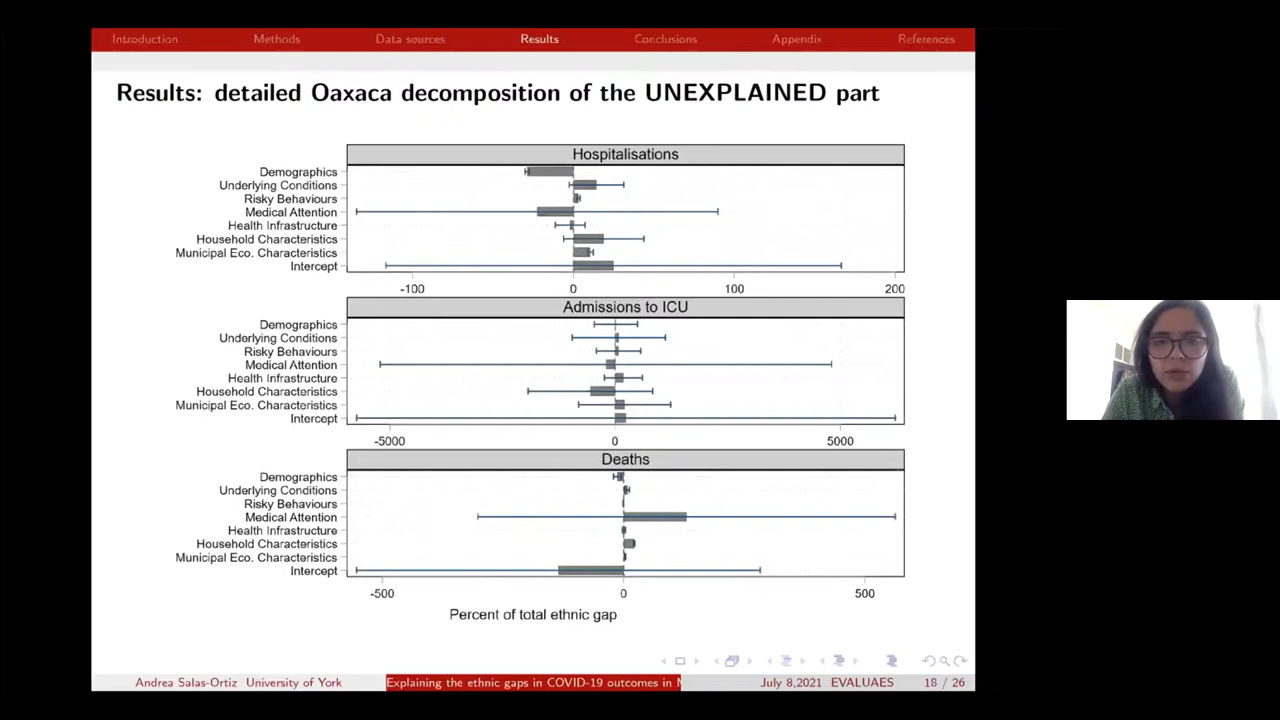 Introduction Methods Data sources Results Conclusions Appendix References
Results: detailed Oaxaca decomposition of the UNEXPLAINED part
Hospitalisations
Demographics
Underlying Conditions
Risky Behaviours
Medical Attention
Health Infrastructure
Household Characteristics
Municipal Eco. Characteristics
Intercept
-100 0 100 200
Admissions to ICU
Demographics
Underlying Conditions
Risky Behaviours
Medical Attention
Health Infrastructure
Household Characteristics
Municipal Eco. Characteristics
Intercept
-5000 0 5000
Deaths
Demographics
Underlying Conditions
Risky Behaviours
Medical Attention
Health Infrastructure
Household Characteristics
Municipal Eco. Characteristics
Intercept
-500 0 500
Percent of total ethnic gap
Andrea Salas-Ortiz University of York Explaining the ethnic gaps in COVID-19 outcomes in July 8,2021 EVALUAES 18 / 26